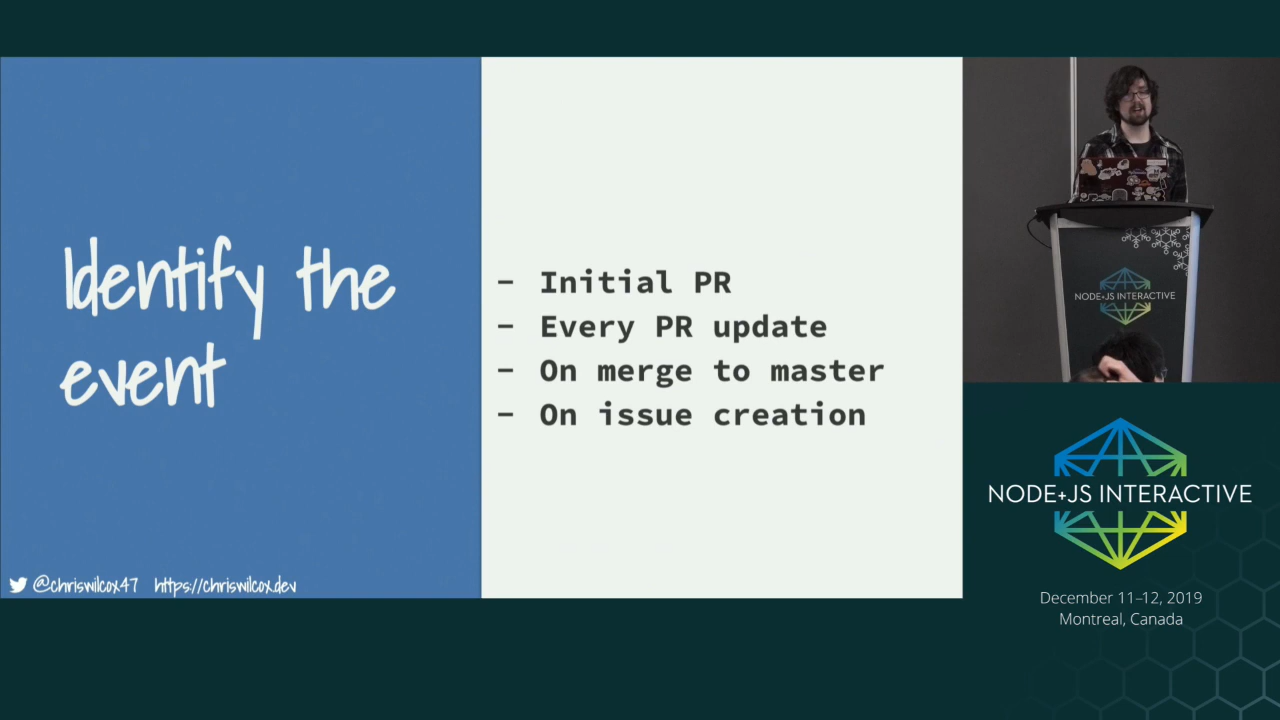 Identify the
event
- Initial PR
- Every PR update
- On merge to master
- On issue creation
@chriswilcox47 https://chriswilcox.dev
NODE+JS INTERACTIVE
NODE+JS INTERACTIVE
December 11–12, 2019
Montreal, Canada